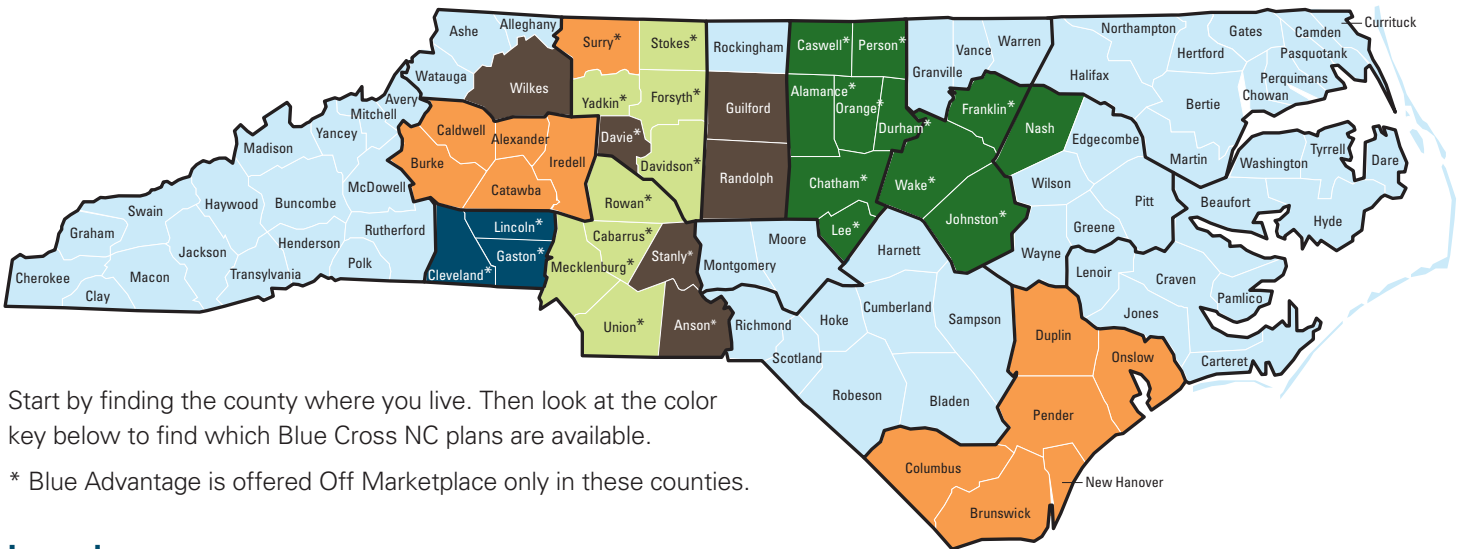 Ashe
Alleghany
Surry*
Stokes*
Rockingham
Caswell*
Person*
Granville
Vance
Warren
Northampton
Gates
Camden
Currituck
Hertford
Pasquotank
Perquimans
Chowan
Halifax
Bertie
Watauga
Wilkes
Yadkin*
Forsyth*
Guilford
Alamance*
Orange*
Durham*
Franklin*
Nash
Edgecombe
Martin
Washington
Tyrrell
Dare
Avery
Mitchell
Yancey
Madison
Caldwell
Alexander
Iredell
Davie*
Davidson*
Randolph
Chatham*
Wake*
Wilson
Pitt
Beaufort
Hyde
Burke
Catawba
McDowell
Buncombe
Haywood
Swain
Graham
Rowan*
Lee*
Johnston*
Greene
Wayne
Lincoln*
Gaston*
Cleveland*
Rutherford
Henderson
Polk
Jackson
Transylvania
Macon
Cherokee
Clay
Cabarrus*
Mecklenburg*
Stanly*
Montgomery
Moore
Harnett
Lenoir
Craven
Pamlico
Jones
Carteret
Union*
Anson*
Richmond
Hoke
Cumberland
Sampson
Duplin
Onslow
Scotland
Robeson
Bladen
Pender
Columbus
Brunswick
New Hanover
Start by finding the county where you live. Then look at the color
key below to find which Blue Cross NC plans are available.
* Blue Advantage is offered Off Marketplace only in these counties.